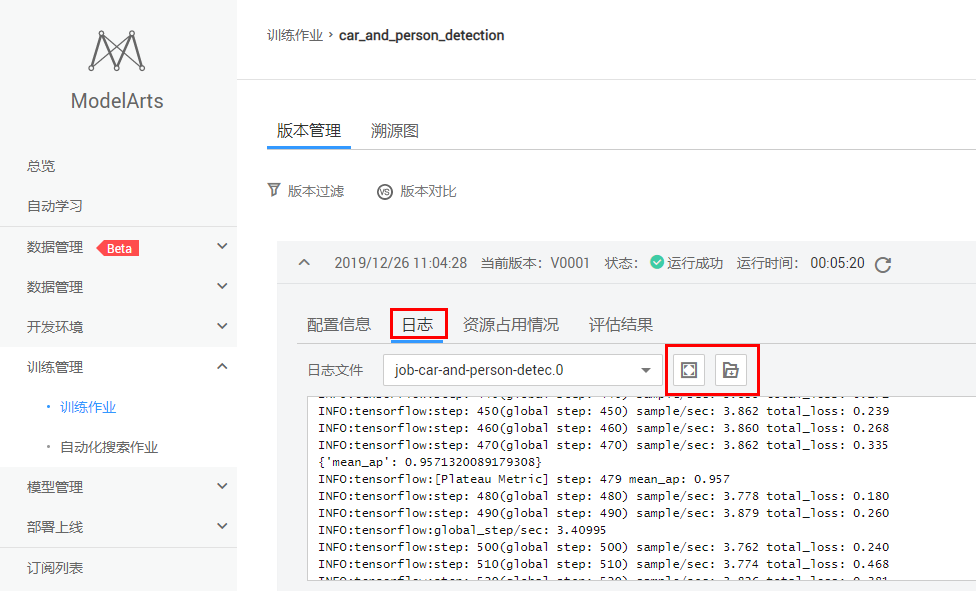 ModelArts
总览
自动学习
数据管理 Beta
数据管理
开发环境
训练管理
训练作业
自动化搜索作业
模型管理
部署上线
订阅列表
训练作业 › car_and_person_detection
版本管理 溯源图
版本过滤 VS 版本对比
2019/12/26 11:04:28 当前版本：V0001 状态： 运行成功 运行时间： 00:05:20
配置信息 日志 资源占用情况 评估结果
日志文件 job-car-and-person-detec.0
INFO:tensorflow:step: 450(global step: 450) sample/sec: 3.862 total_loss: 0.239
INFO:tensorflow:step: 460(global step: 460) sample/sec: 3.860 total_loss: 0.268
INFO:tensorflow:step: 470(global step: 470) sample/sec: 3.862 total_loss: 0.335
{'mean_ap': 0.9571320089179308}
INFO:tensorflow:[Plateau Metric] step: 479 mean_ap: 0.957
INFO:tensorflow:step: 480(global step: 480) sample/sec: 3.778 total_loss: 0.180
INFO:tensorflow:step: 490(global step: 490) sample/sec: 3.879 total_loss: 0.260
INFO:tensorflow:global_step/sec: 3.40995
INFO:tensorflow:step: 500(global step: 500) sample/sec: 3.762 total_loss: 0.240
INFO:tensorflow:step: 510(global step: 510) sample/sec: 3.774 total_loss: 0.468